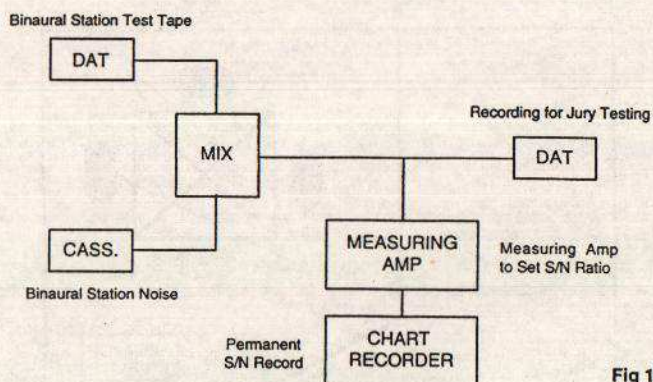 Binaural Station Test Tape
DAT
MIX
CASS.
Binaural Station Noise
Recording for Jury Testing
DAT
MEASURING
AMP
Measuring Amp
to Set S/N Ratio
Permanent
S/N Record
CHART
RECORDER
Fig 1